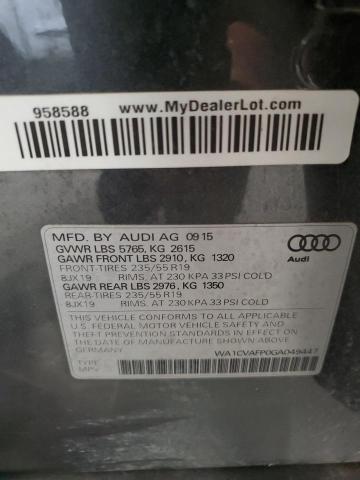 958588 www.MyDealerLot.com
MFD. BY AUDI AG 09 15
GVWR LBS 5765, KG 2615
GAWR FRONT LBS 2910, KG 1320
FRONT-TIRES 235/55 R19
8JX19 RIMS, AT 230 KPA 33 PSI COLD
GAWR REAR LBS 2976, KG 1350
REAR-TIRES 235/55 R19
8JX19 RIMS, AT 230 KPA 33 PSI COLD
Audi
THIS VEHICLE CONFORMS TO ALL APPLICABLE
U.S. FEDERAL MOTOR VEHICLE SAFETY AND
THEFT PREVENTION STANDARDS IN EFFECT ON
THE DATE OF MANUFACTURE SHOWN ABOVE
GERMANY WA1CVAFP0GA049447
TYPE
MPV